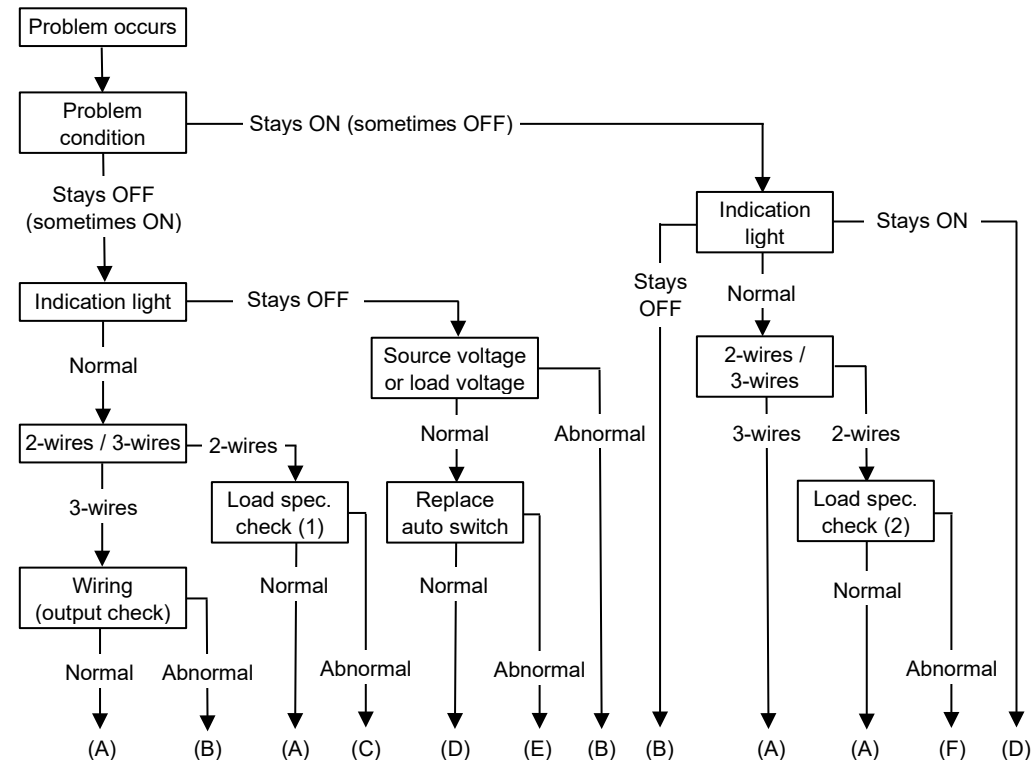 Problem occurs
Problem
condition
Stays ON (sometimes OFF)
Stays OFF
(sometimes ON)
Indication
light
Stays ON
Stays
OFF
Normal
Indication light
Stays OFF
Normal
Source voltage
or load voltage
2-wires /
3-wires
Normal
Abnormal
3-wires
2-wires
2-wires / 3-wires
2-wires
3-wires
Load spec.
check (1)
Replace
auto switch
Load spec.
check (2)
Wiring
(output check)
Normal
Normal
Normal
Normal
Abnormal
Abnormal
Abnormal
Abnormal
(A)
(B)
(A)
(C)
(D)
(E)
(B)
(B)
(A)
(A)
(F)
(D)